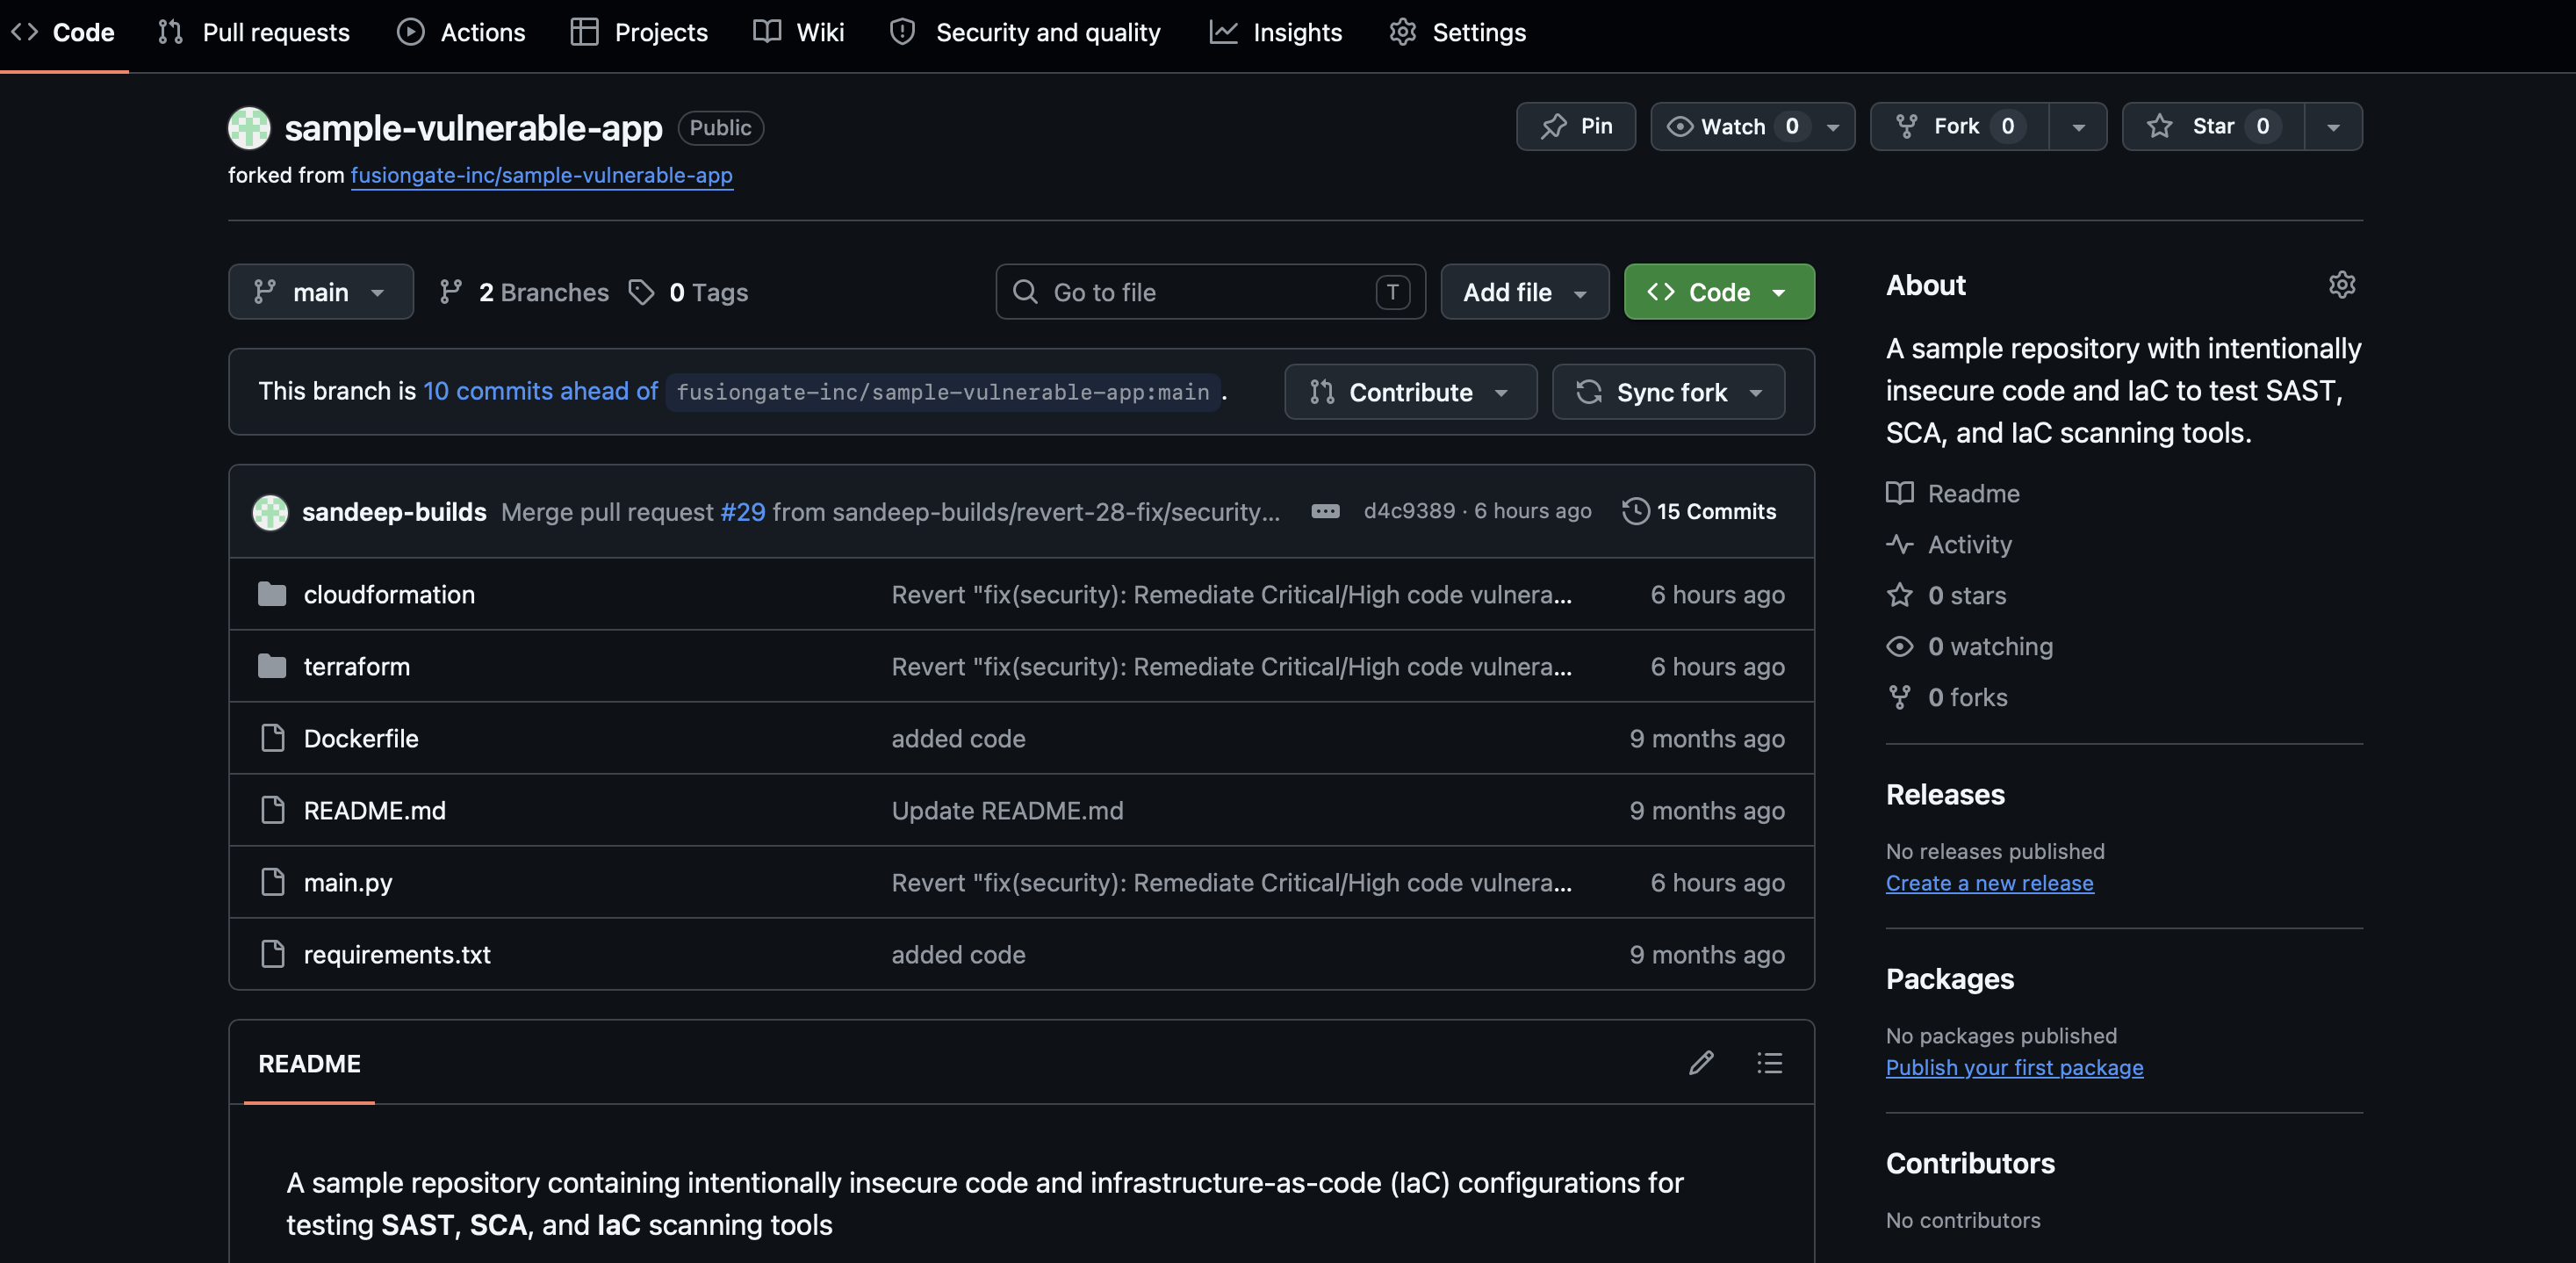 Code Pull requests Actions Projects Wiki Security and quality Insights Settings
sample-vulnerable-app Public
Pin Watch 0 Fork 0 Star 0
forked from fusiongate-inc/sample-vulnerable-app
main 2 Branches 0 Tags Go to file T Add file Code
This branch is 10 commits ahead of fusiongate-inc/sample-vulnerable-app:main. Contribute Sync fork
sandeep-builds Merge pull request #29 from sandeep-builds/revert-28-fix/security... d4c9389 · 6 hours ago 15 Commits
cloudformation Revert "fix(security): Remediate Critical/High code vulnera... 6 hours ago
terraform Revert "fix(security): Remediate Critical/High code vulnera... 6 hours ago
Dockerfile added code 9 months ago
README.md Update README.md 9 months ago
main.py Revert "fix(security): Remediate Critical/High code vulnera... 6 hours ago
requirements.txt added code 9 months ago
README
A sample repository containing intentionally insecure code and infrastructure-as-code (IaC) configurations for
testing SAST, SCA, and IaC scanning tools
About
A sample repository with intentionally
insecure code and IaC to test SAST,
SCA, and IaC scanning tools.
Readme
Activity
0 stars
0 watching
0 forks
Releases
No releases published
Create a new release
Packages
No packages published
Publish your first package
Contributors
No contributors